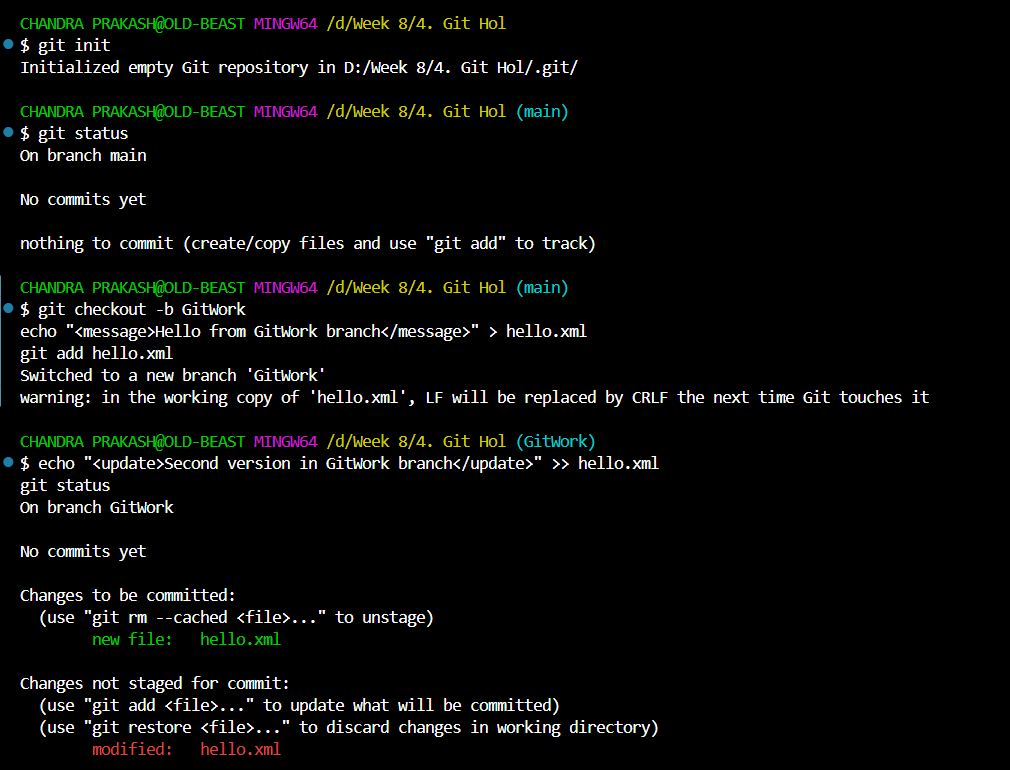 CHANDRA PRAKASH@OLD-BEAST MINGW64 /d/Week 8/4. Git Hol
$ git init
Initialized empty Git repository in D:/Week 8/4. Git Hol/.git/
CHANDRA PRAKASH@OLD-BEAST MINGW64 /d/Week 8/4. Git Hol (main)
$ git status
On branch main
No commits yet
nothing to commit (create/copy files and use "git add" to track)
CHANDRA PRAKASH@OLD-BEAST MINGW64 /d/Week 8/4. Git Hol (main)
$ git checkout -b GitWork
echo "<message>Hello from GitWork branch</message>" > hello.xml
git add hello.xml
Switched to a new branch 'GitWork'
warning: in the working copy of 'hello.xml', LF will be replaced by CRLF the next time Git touches it
CHANDRA PRAKASH@OLD-BEAST MINGW64 /d/Week 8/4. Git Hol (GitWork)
$ echo "<update>Second version in GitWork branch</update>" >> hello.xml
git status
On branch GitWork
No commits yet
Changes to be committed:
  (use "git rm --cached <file>..." to unstage)
        new file:   hello.xml
Changes not staged for commit:
  (use "git add <file>..." to update what will be committed)
  (use "git restore <file>..." to discard changes in working directory)
        modified:   hello.xml